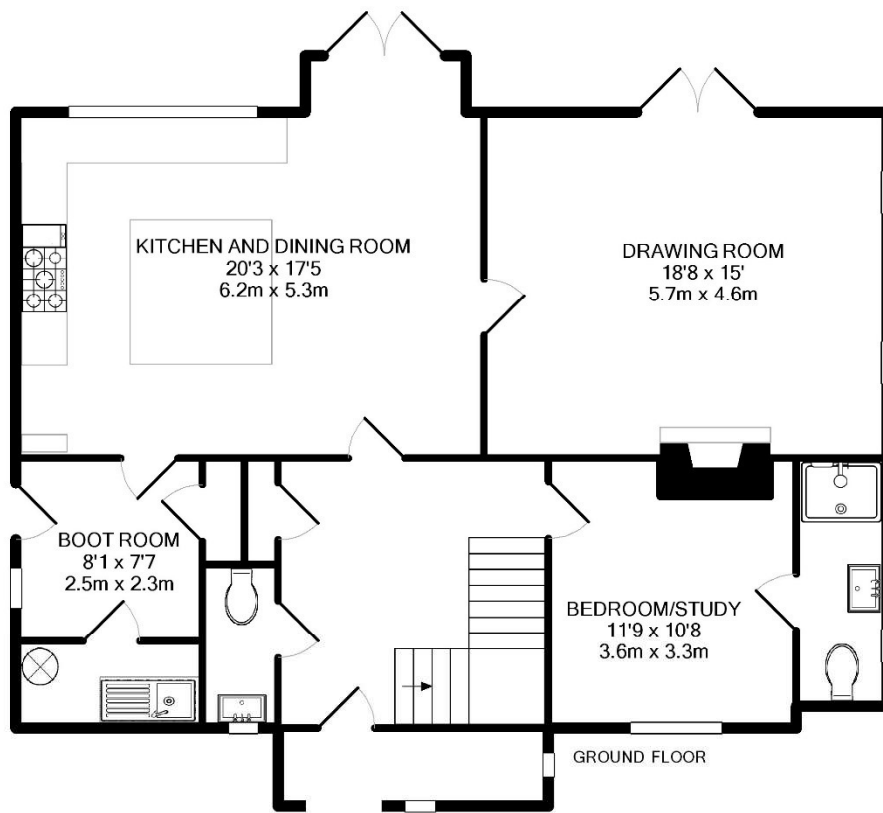 KITCHEN AND DINING ROOM
20'3 x 17'5
6.2m x 5.3m
DRAWING ROOM
18'8 x 15'
5.7m x 4.6m
BOOT ROOM
8'1 x 7'7
2.5m x 2.3m
BEDROOM/STUDY
11'9 x 10'8
3.6m x 3.3m
GROUND FLOOR